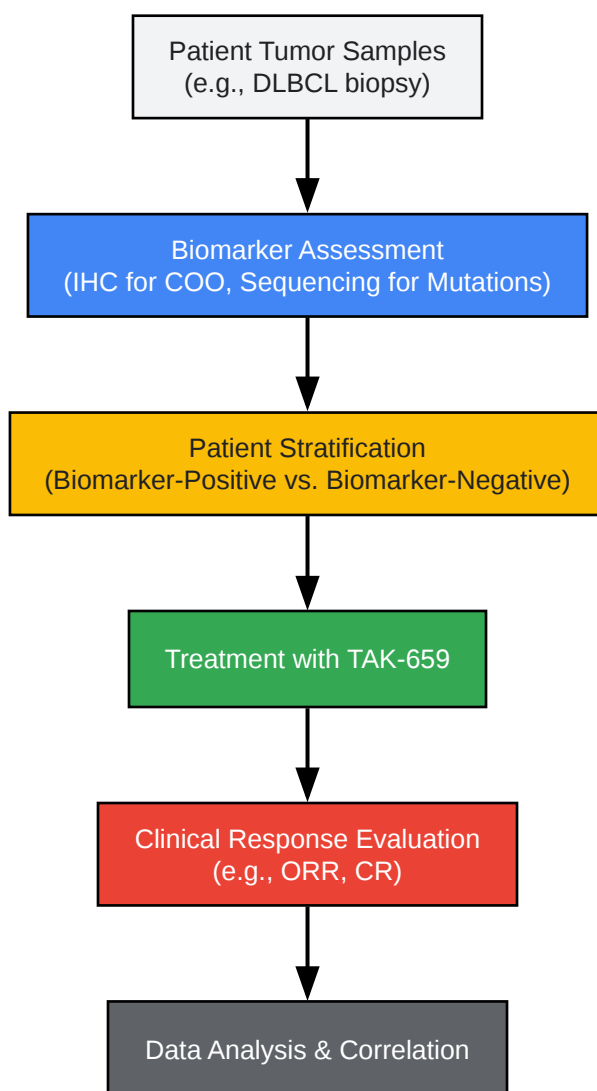 Patient Tumor Samples
(e.g., DLBCL biopsy)
Biomarker Assessment
(IHC for COO, Sequencing for Mutations)
Patient Stratification
(Biomarker-Positive vs. Biomarker-Negative)
Treatment with TAK-659
Clinical Response Evaluation
(e.g., ORR, CR)
Data Analysis & Correlation